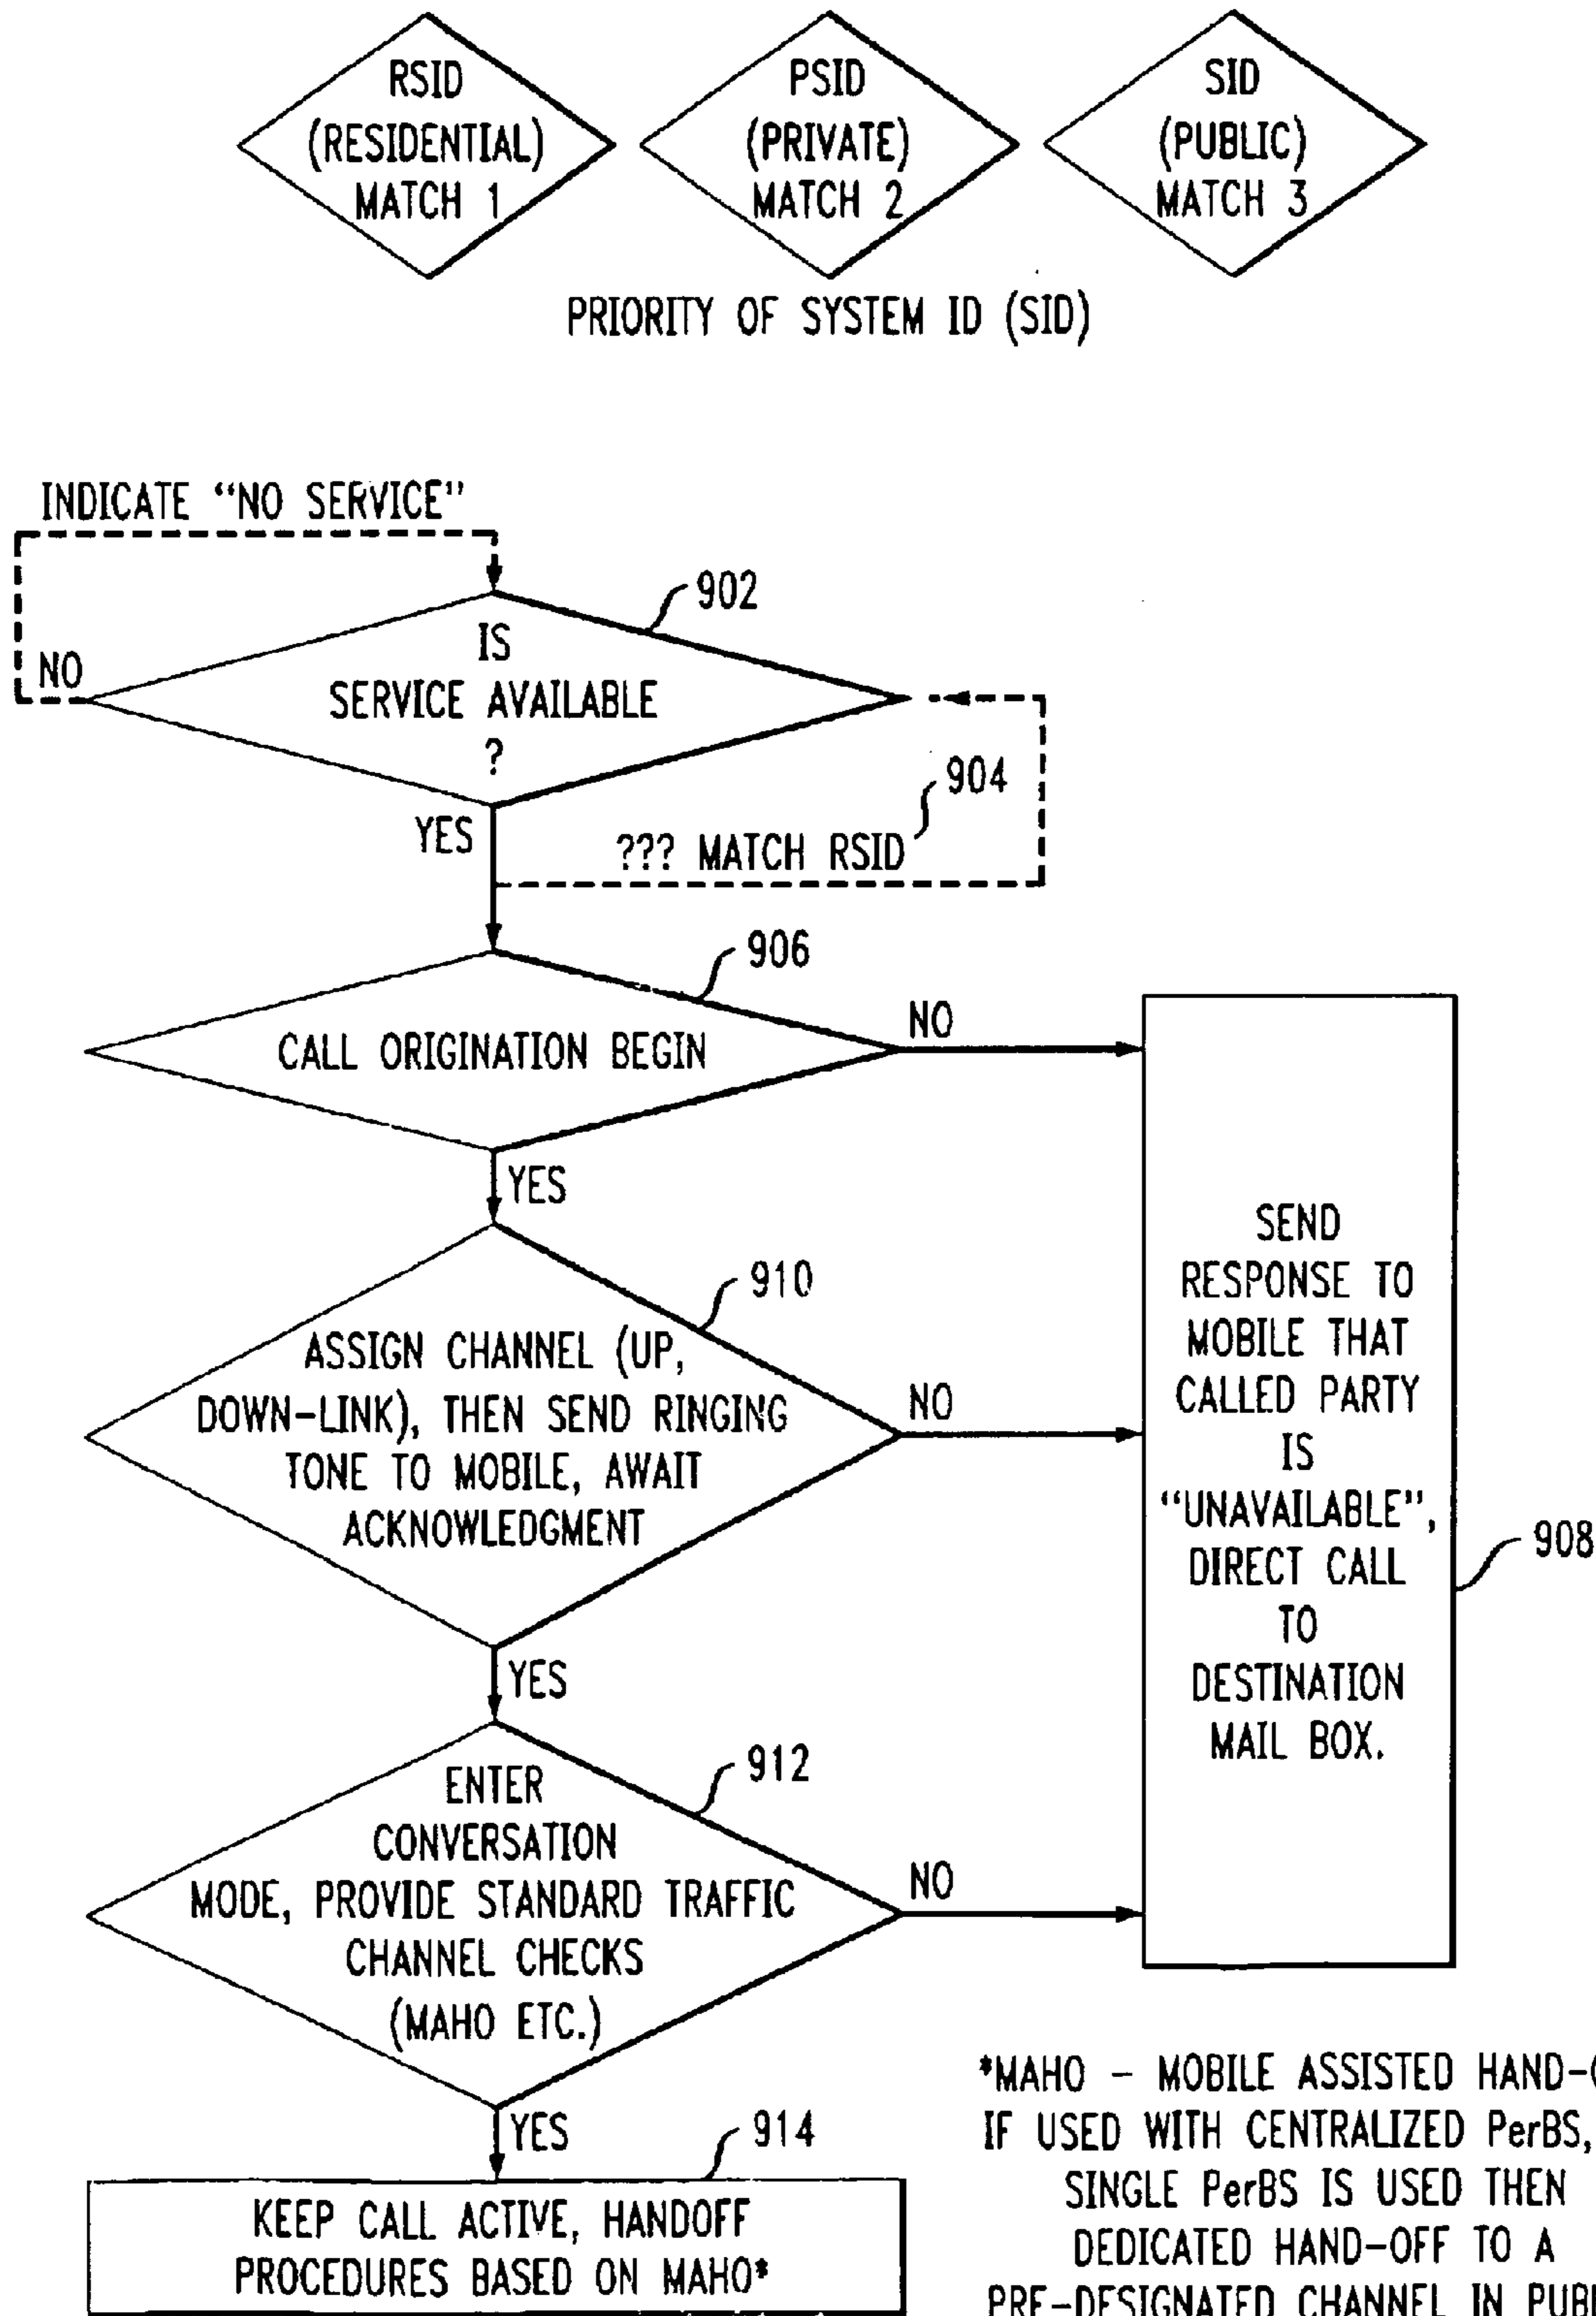 RSID
(RESIDENTIAL)
MATCH 1
PSID
(PRIVATE)
MATCH 2
SID
(PUBLIC)
MATCH 3
PRIORITY OF SYSTEM ID (SID)
INDICATE “NO SERVICE”
902
NO
IS
SERVICE AVAILABLE
?
904
YES
??? MATCH RSID
906
NO
CALL ORIGINATION BEGIN
YES
910
ASSIGN CHANNEL (UP,
DOWN-LINK), THEN SEND RINGING
TONE TO MOBILE, AWAIT
ACKNOWLEDGMENT
NO
SEND
RESPONSE TO
MOBILE THAT
CALLED PARTY
IS
“UNAVAILABLE”,
DIRECT CALL
TO
DESTINATION
MAIL BOX.
908
YES
912
ENTER
CONVERSATION
MODE, PROVIDE STANDARD TRAFFIC
CHANNEL CHECKS
(MAHO ETC.)
NO
YES
914
KEEP CALL ACTIVE, HANDOFF
PROCEDURES BASED ON MAHO*
*MAHO - MOBILE ASSISTED
IF USED WITH CENTRALIZED PerBS,
SINGLE PerBS IS USED THEN
DEDICATED HAND-OFF TO A
PRE-DESIGNATED CHANNEL IN